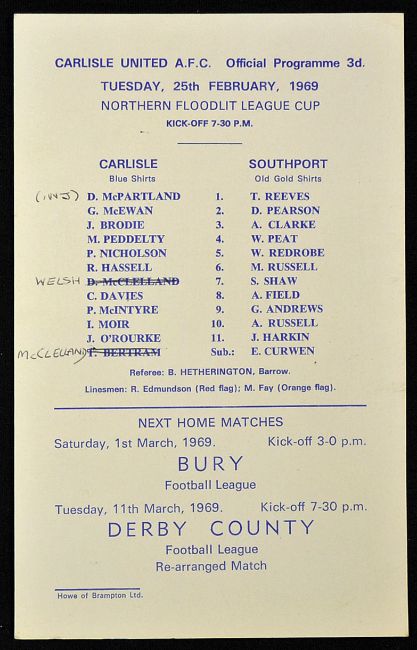 CARLISLE UNITED A.F.C. Official Programme 3d.
TUESDAY, 25th FEBRUARY, 1969
NORTHERN FLOODLIT LEAGUE CUP
KICK-OFF 7-30 P.M.
CARLISLE SOUTHPORT
Blue Shirts Old Gold Shirts
(INJ) D. McPARTLAND 1. T. REEVES
G. McEWAN 2. D. PEARSON
J. BRODIE 3. A. CLARKE
M. PEDDELTY 4. W. PEAT
P. NICHOLSON 5. W. REDROBE
R. HASSELL 6. M. RUSSELL
WELSH D. McCLELLAND 7. S. SHAW
C. DAVIES 8. A. FIELD
P. McINTYRE 9. G. ANDREWS
I. MOIR 10. A. RUSSELL
J. O'ROURKE 11. J. HARKIN
McCLELLAND T. BERTRAM Sub.: E. CURWEN
Referee: B. HETHERINGTON, Barrow.
Linesmen: R. Edmundson (Red flag); M. Fay (Orange flag).
NEXT HOME MATCHES
Saturday, 1st March, 1969. Kick-off 3-0 p.m.
BURY
Football League
Tuesday, 11th March, 1969. Kick-off 7-30 p.m.
DERBY COUNTY
Football League
Re-arranged Match
Howe of Brampton Ltd.